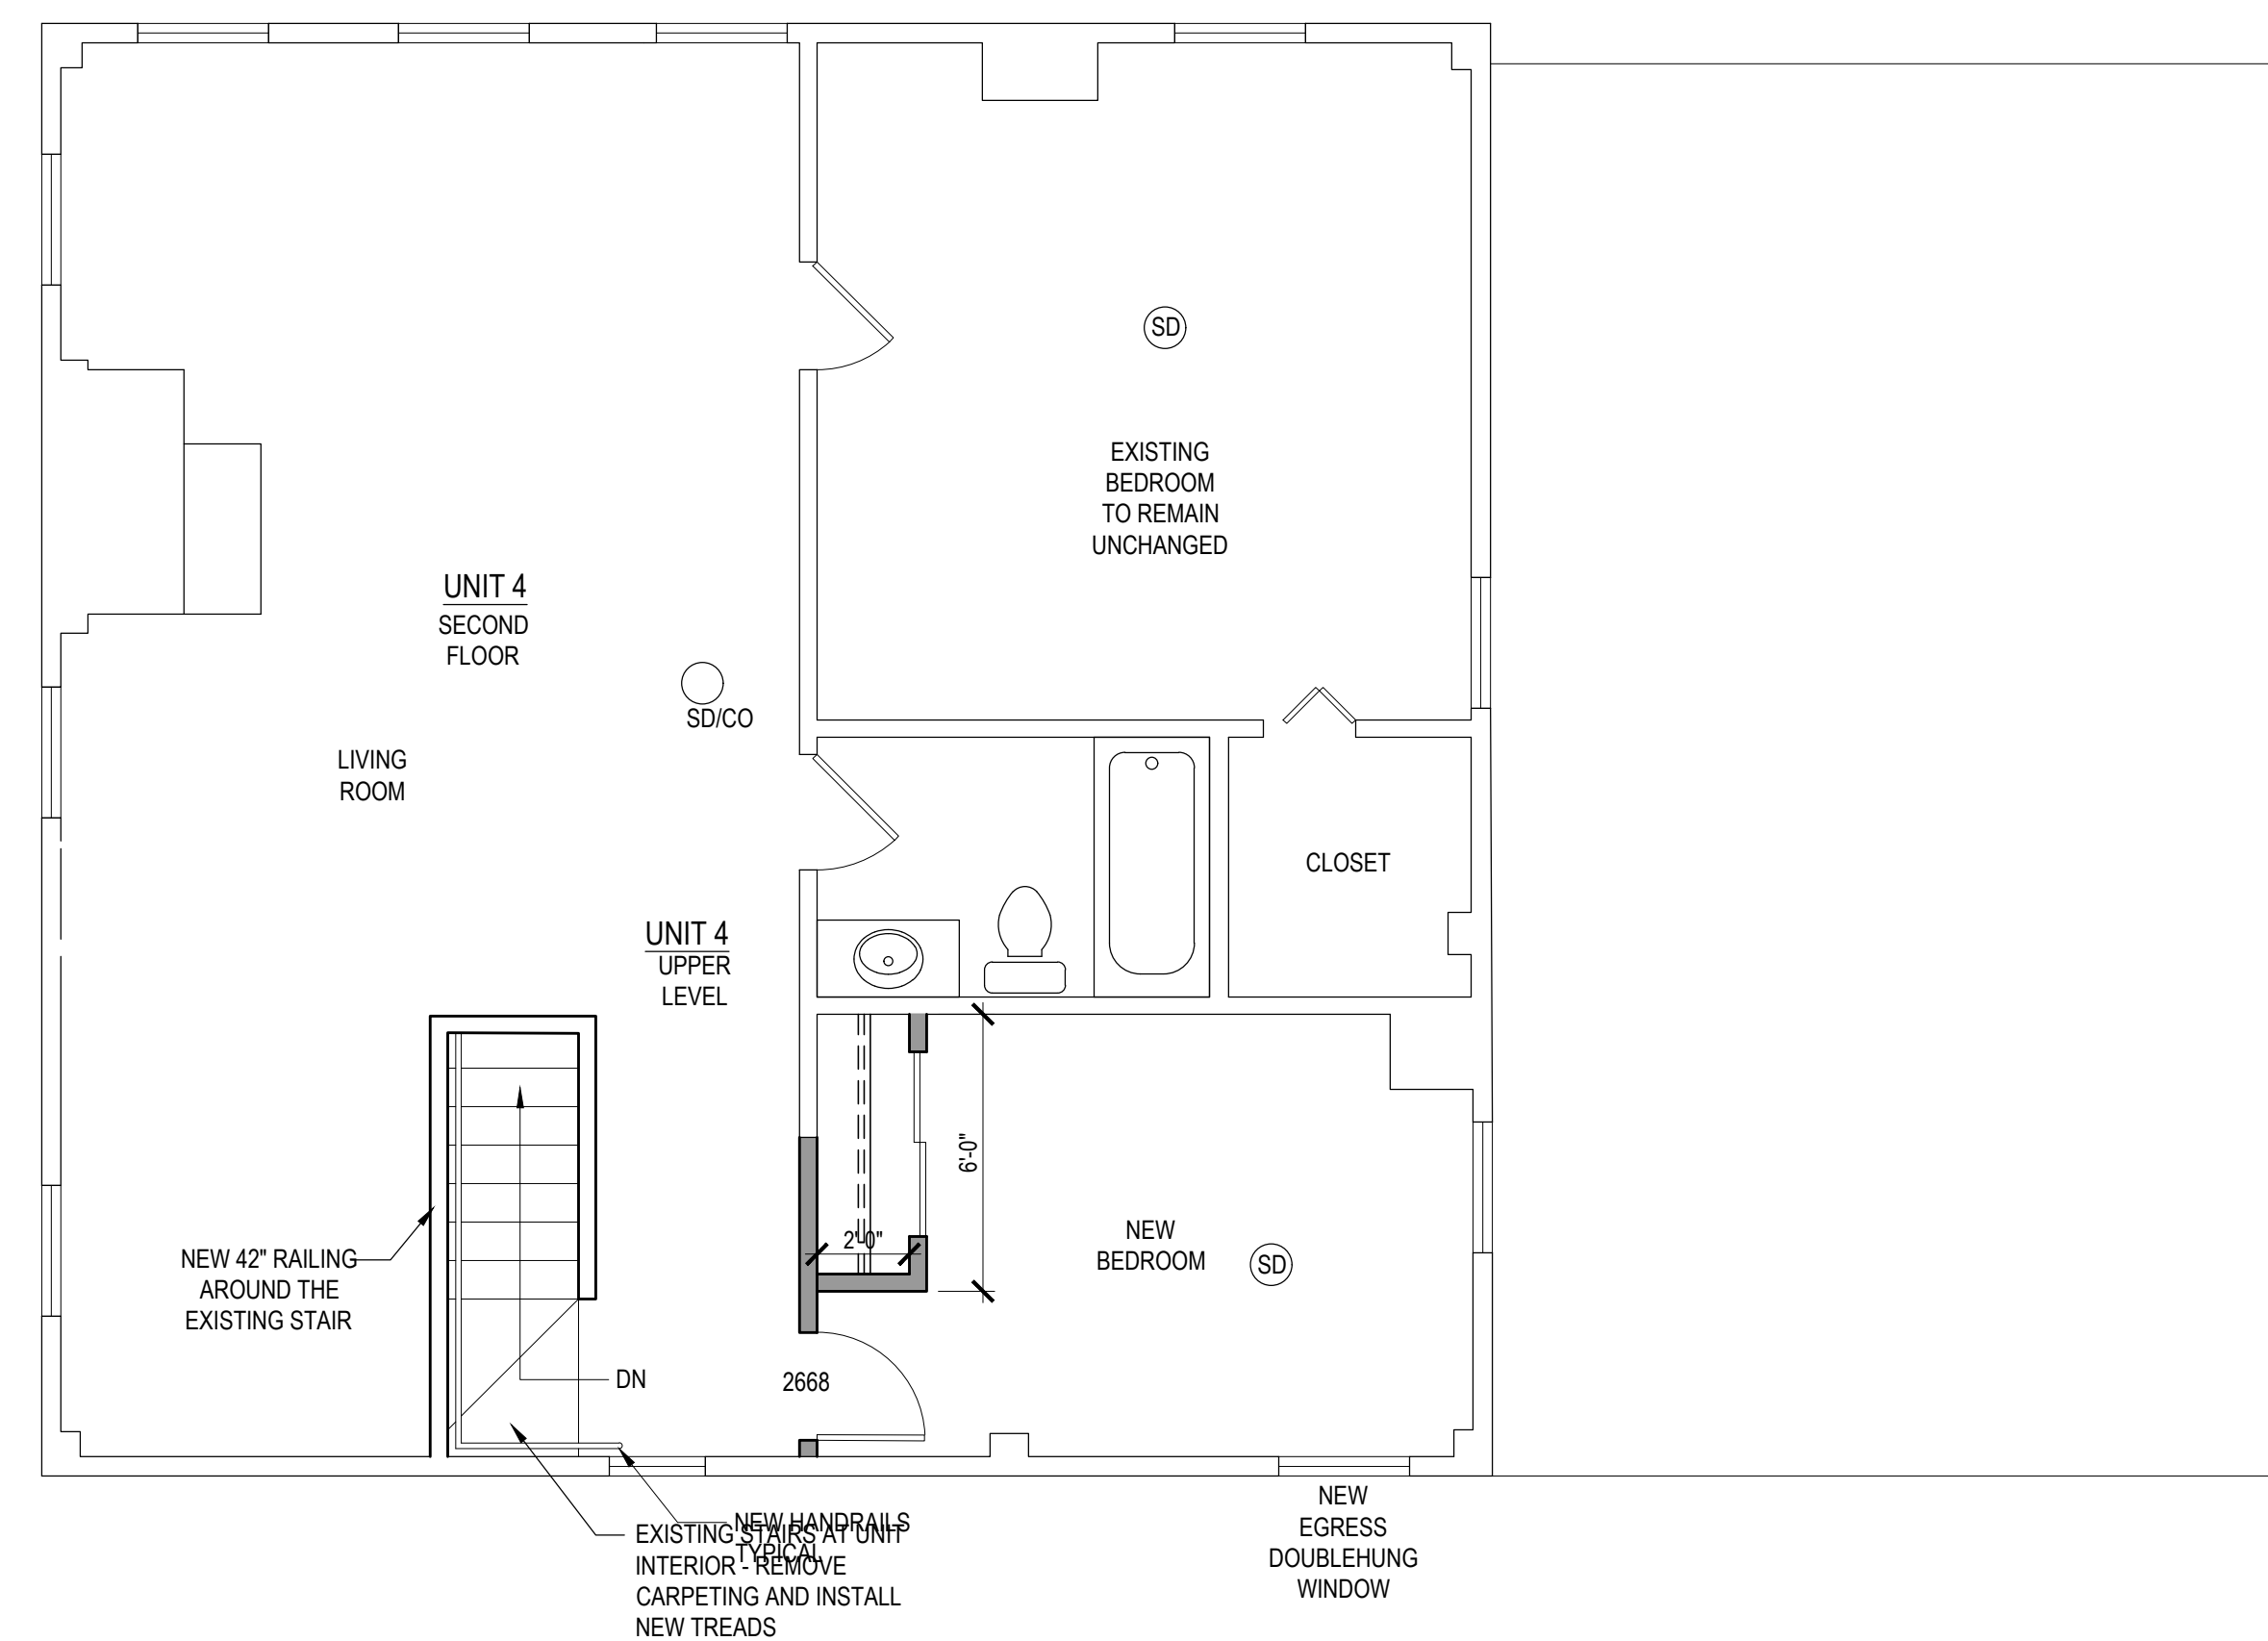 SD
EXISTING
BEDROOM
TO REMAIN
UNCHANGED
UNIT 4
SECOND
FLOOR
SD/CO
LIVING
ROOM
CLOSET
UNIT 4
UPPER
LEVEL
6'-0"
2'-0"
NEW
BEDROOM
SD
NEW 42" RAILING
AROUND THE
EXISTING STAIR
DN
2668
NEW HANDRAILS
TYPICAL
EXISTING STAIRS AT UNIT
INTERIOR - REMOVE
CARPETING AND INSTALL
NEW TREADS
NEW
EGRESS
DOUBLEHUNG
WINDOW